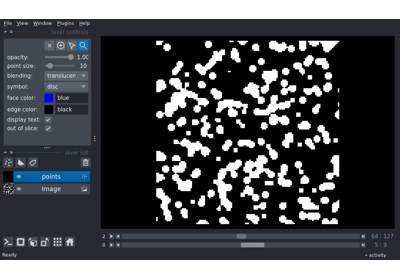 File View Window Plugins Help
layer controls
opacity: 1.00
point size: 10
blending: translucen
symbol: disc
face color: blue
edge color: black
display text:
out of slice:
layer list
points
Image
2 64 127
0 5 9
Ready activity